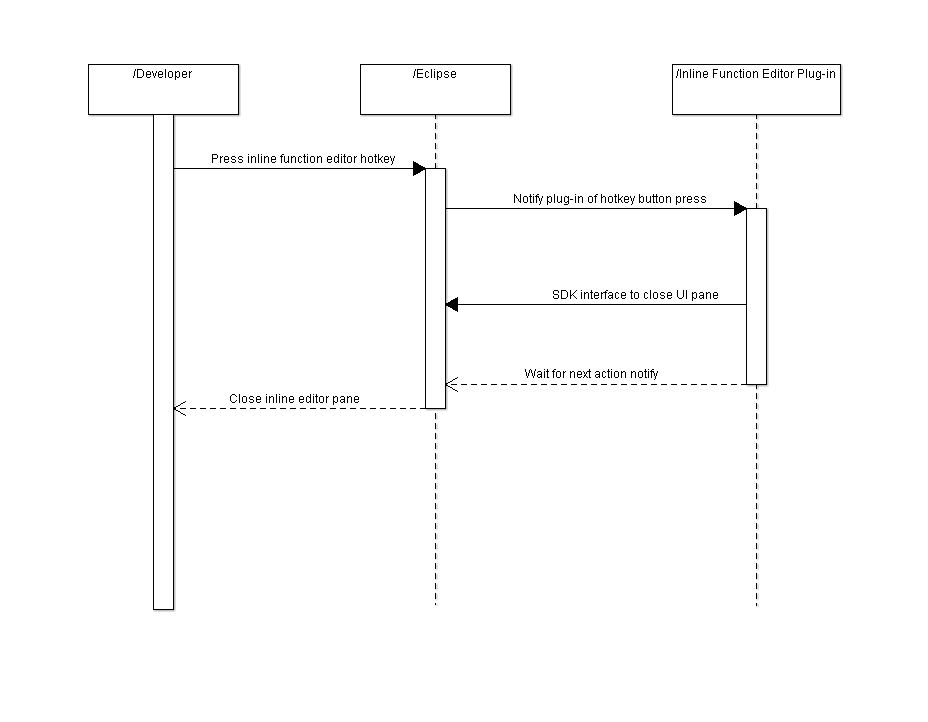 /Developer
/Eclipse
/Inline Function Editor Plug-in
Press inline function editor hotkey
Notify plug-in of hotkey button press
SDK interface to close UI pane
Wait for next action notify
Close inline editor pane